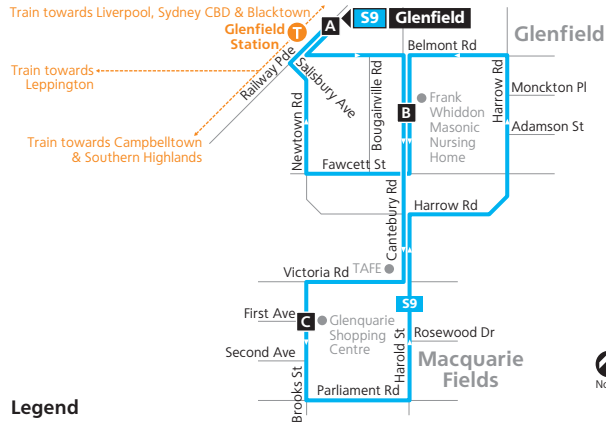 Train towards Liverpool, Sydney CBD & Blacktown
A
S9 Glenfield
Glenfield
Station
T
Glenfield
Belmont Rd
Railway Pde
Salisbury Ave
Train towards
Leppington
Newtown Rd
Bougainville Rd
Harrow Rd
Monckton Pl
Frank
Whiddon
Masonic
Nursing
Home
B
Adamson St
Train towards Campbelltown
& Southern Highlands
Fawcett St
Cantebury Rd
Harrow Rd
TAFE
Victoria Rd
S9
First Ave
C
Glenquarie
Shopping
Centre
Harold St
Rosewood Dr
Second Ave
Macquarie
Fields
Brooks St
Parliament Rd
Legend